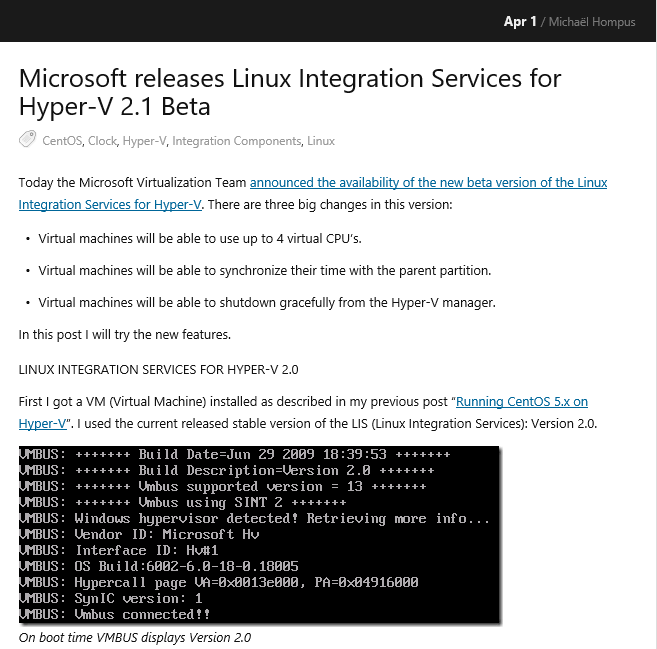 Apr 1 / Michaël Hompus
Microsoft releases Linux Integration Services for
Hyper-V 2.1 Beta
CentOS, Clock, Hyper-V, Integration Components, Linux
Today the Microsoft Virtualization Team announced the availability of the new beta version of the Linux
Integration Services for Hyper-V. There are three big changes in this version:
• Virtual machines will be able to use up to 4 virtual CPU's.
• Virtual machines will be able to synchronize their time with the parent partition.
• Virtual machines will be able to shutdown gracefully from the Hyper-V manager.
In this post I will try the new features.
LINUX INTEGRATION SERVICES FOR HYPER-V 2.0
First I got a VM (Virtual Machine) installed as described in my previous post “Running CentOS 5.x on
Hyper-V”. I used the current released stable version of the LIS (Linux Integration Services): Version 2.0.
VMBUS: +++++++ Build Date=Jun 29 2009 18:39:53 +++++++
VMBUS: +++++++ Build Description=Version 2.0 +++++++
VMBUS: +++++++ Vmbus supported version = 13 +++++++
VMBUS: +++++++ Vmbus using SINT 2 +++++++
VMBUS: Windows hypervisor detected! Retrieving more info...
VMBUS: Vendor ID: Microsoft Hv
VMBUS: Interface ID: Hv#1
VMBUS: OS Build:6002-6.0-18-0.18005
VMBUS: Hypercall page VA=0x0013e000, PA=0x04916000
VMBUS: SynIC version: 1
VMBUS: Vmbus connected!!
On boot time VMBUS displays Version 2.0